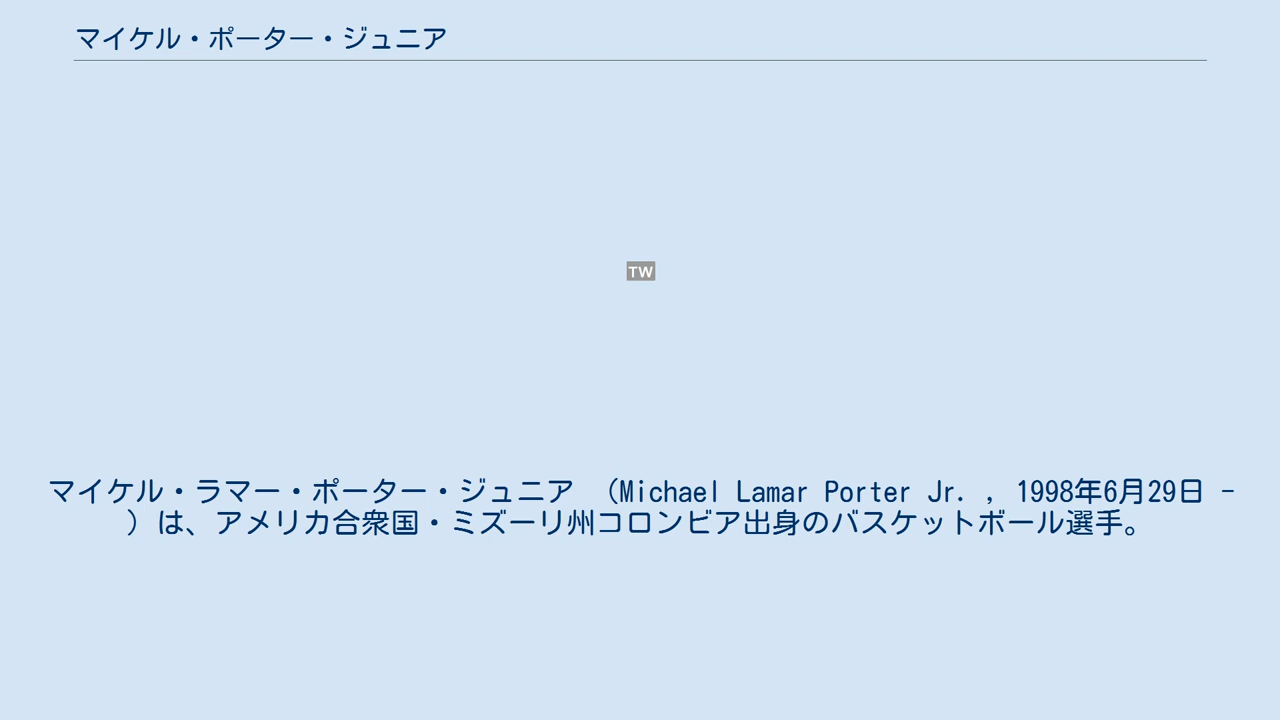 マイケル・ポーター・ジュニア
TW
マイケル・ラマー・ポーター・ジュニア （Michael Lamar Porter Jr. , 1998年6月29日 -
）は、アメリカ合衆国・ミズーリ州コロンビア出身のバスケットボール選手。